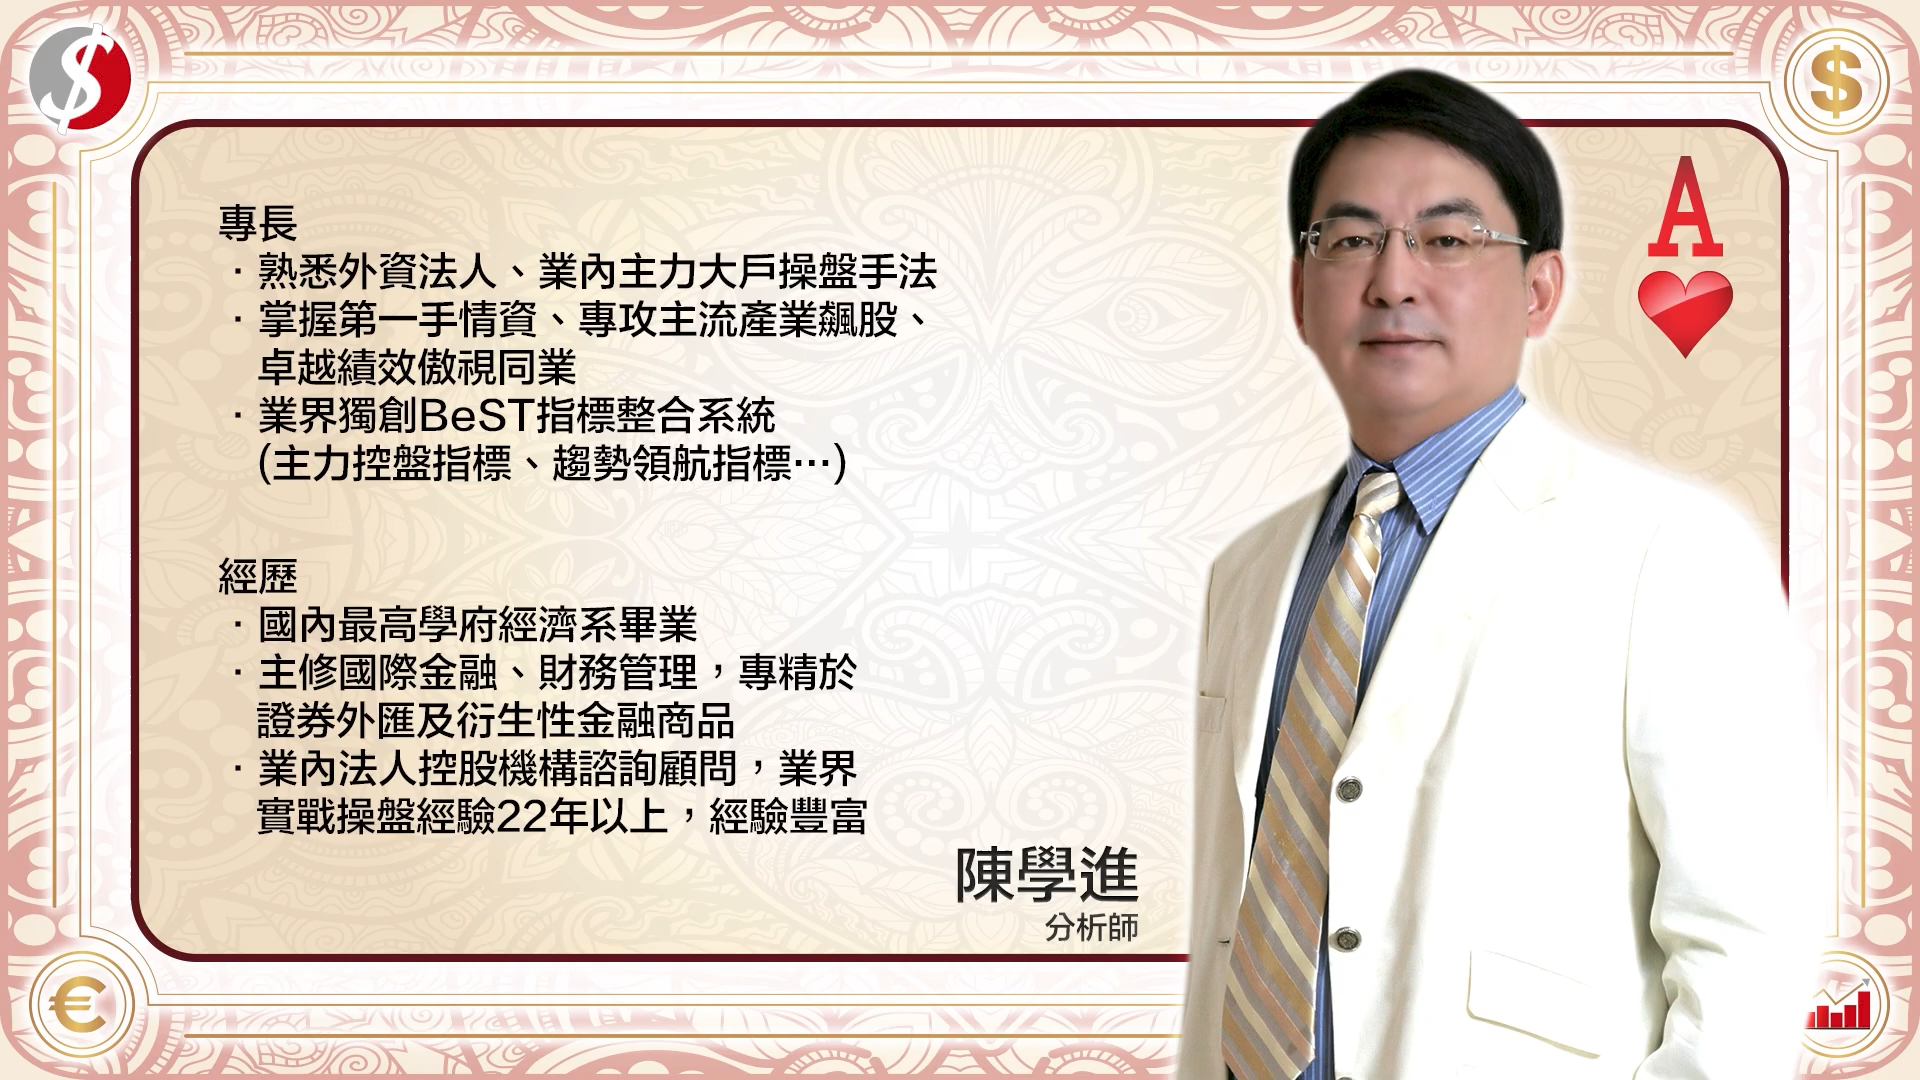 專長
·熟悉外資法人、業內主力大戶操盤手法
·掌握第一手情資、專攻主流產業飆股、
卓越績效傲視同業
·業界獨創BeST指標整合系統
(主力控盤指標、趨勢領航指標…)
經歷
·國內最高學府經濟系畢業
·主修國際金融、財務管理，專精於
證券外匯及衍生性金融商品
·業內法人控股機構諮詢顧問，業界
實戰操盤經驗22年以上，經驗豐富
陳學進
分析師
A
$
$
€